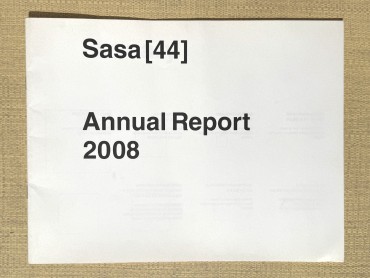 Sasa [44]
Annual Report
2008